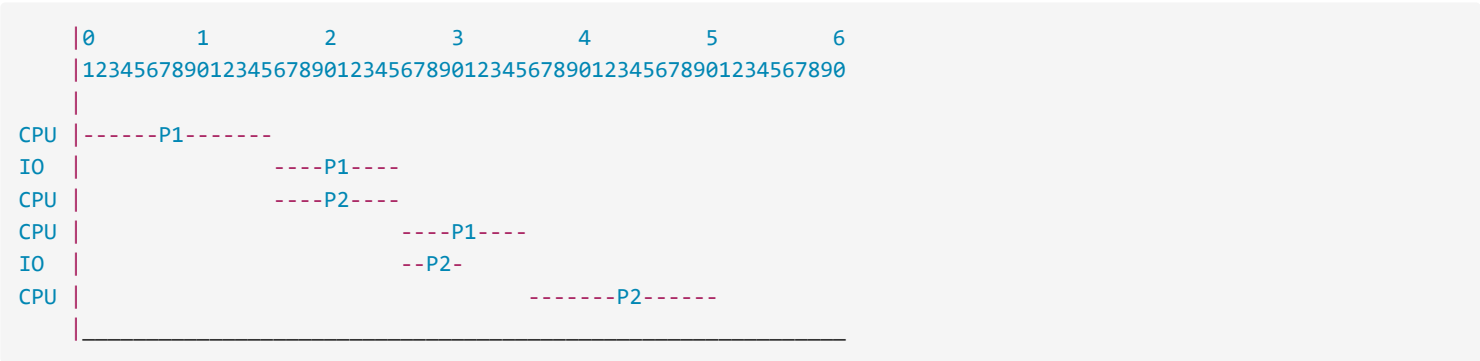 |0        1         2         3         4         5         6
    |123456789012345678901234567890123456789012345678901234567890
    |
CPU |------P1-------
IO  |               ----P1----
CPU |               ----P2----
CPU |                         ----P1----
IO  |                         --P2-
CPU |                                   -------P2------
    |____________________________________________________________